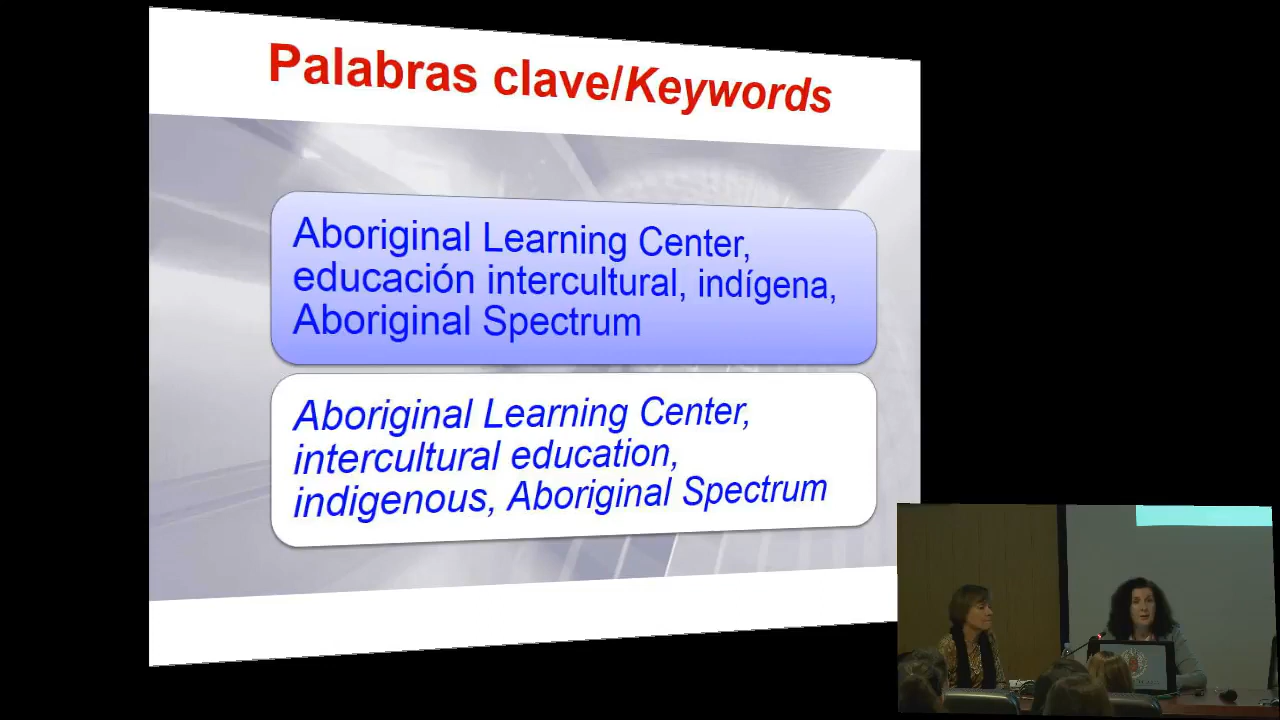 Palabras clave/Keywords
Aboriginal Learning Center,
educación intercultural, indígena,
Aboriginal Spectrum
Aboriginal Learning Center,
intercultural education,
indigenous, Aboriginal Spectrum